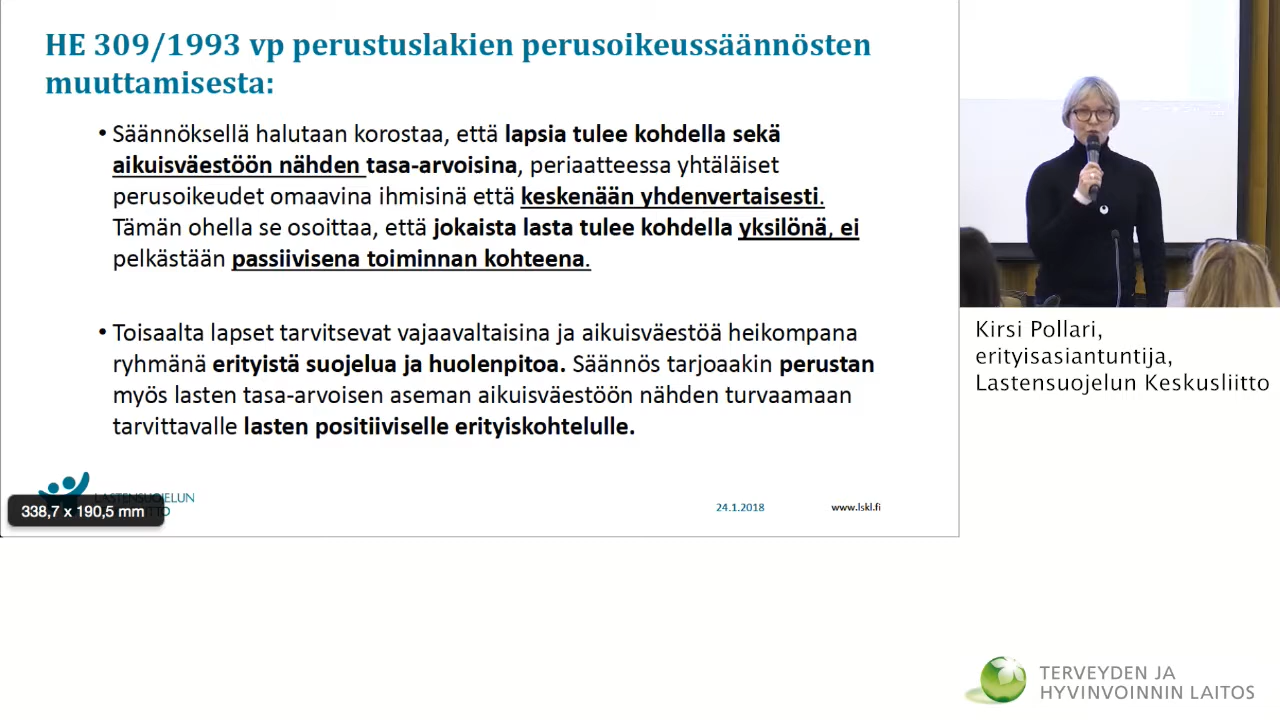 HE 309/1993 vp perustuslakien perusoikeussäännösten
muuttamisesta:
• Säännöksellä halutaan korostaa, että lapsia tulee kohdella sekä
aikuisväestöön nähden tasa-arvoisina, periaatteessa yhtäläiset
perusoikeudet omaavina ihmisinä että keskenään yhdenvertaisesti.
Tämän ohella se osoittaa, että jokaista lasta tulee kohdella yksilönä, ei
pelkästään passiivisena toiminnan kohteena.
• Toisaalta lapset tarvitsevat vajaavaltaisina ja aikuisväestöä heikompana
ryhmänä erityistä suojelua ja huolenpitoa. Säännös tarjoaakin perustan
myös lasten tasa-arvoisen aseman aikuisväestöön nähden turvaamaan
tarvittavalle lasten positiiviselle erityiskohtelulle.
LASTENSUOJELUN
338,7 x 190,5 mm
24.1.2018
www.lskl.fi
Kirsi Pollari,
erityisasiantuntija,
Lastensuojelun Keskusliitto
TERVEYDEN JA
HYVINVOINNIN LAITOS